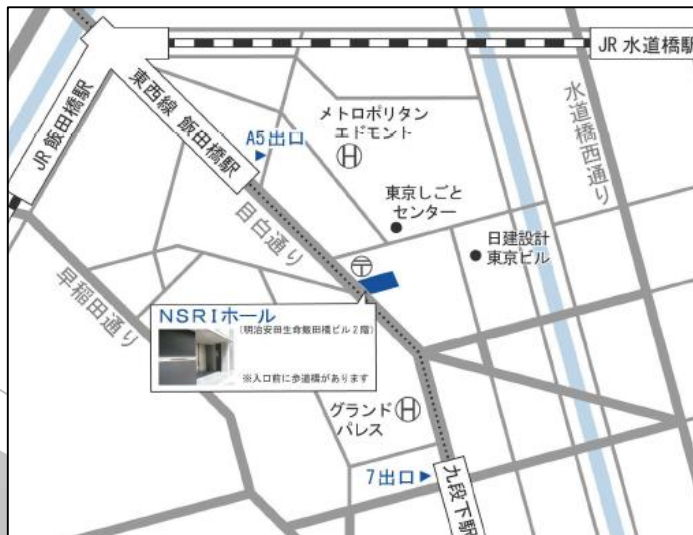 JR 水道橋駅
JR 飯田橋駅
東西線 飯田橋駅
A5出口
メトロポリタン
エドモント
H
水道橋西通り
東京しごと
センター
目白通り
日建設計
東京ビル
〒
早稲田通り
NSRIホール
(明治安田生命飯田橋ビル2階)
※入口前に歩道橋があります
グランド
パレス
H
7出口
九段下駅